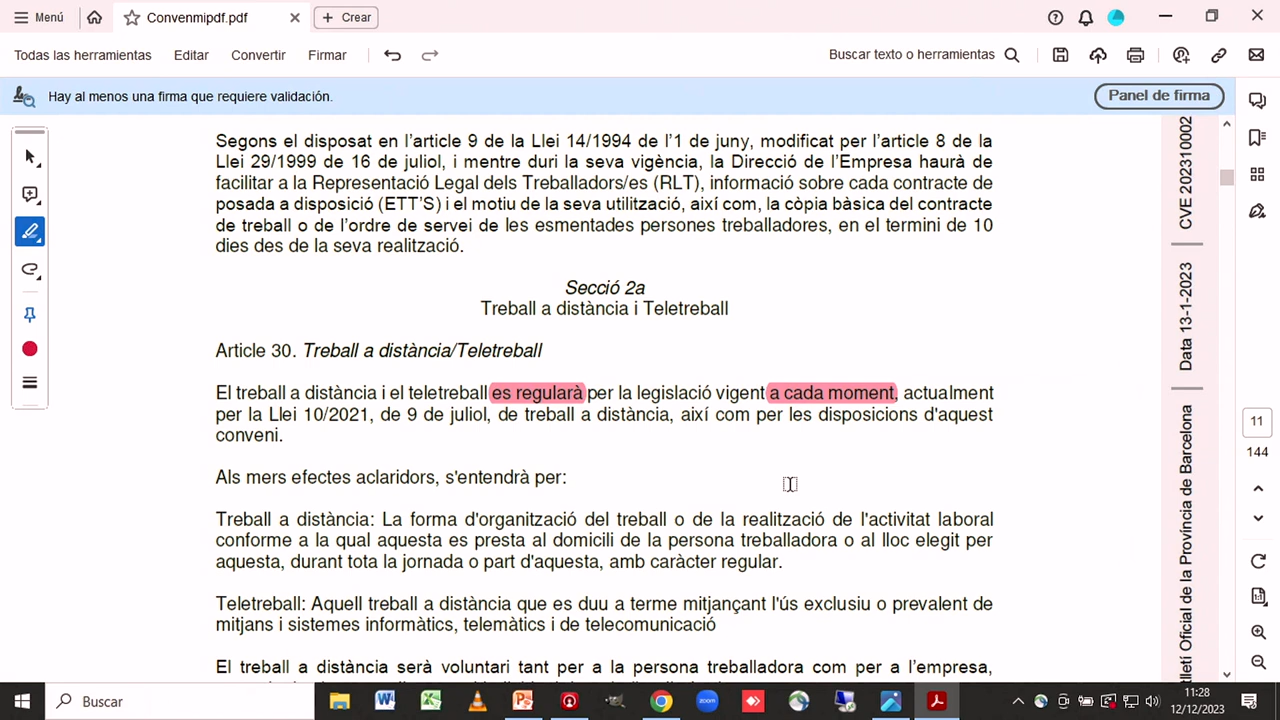 Menú
Convenmipdf.pdf
Crear
Todas las herramientas
Editar
Convertir
Firmar
Buscar texto o herramientas
Hay al menos una firma que requiere validación.
Panel de firma
Segons el disposat en l'article 9 de la Llei 14/1994 de l'1 de juny, modificat per l'article 8 de la
Llei 29/1999 de 16 de juliol, i mentre duri la seva vigència, la Direcció de l'Empresa haurà de
facilitar a la Representació Legal dels Treballadors/es (RLT), informació sobre cada contracte de
posada a disposició (ETT'S) i el motiu de la seva utilització, així com, la còpia bàsica del contracte
de treball o de l'ordre de servei de les esmentades persones treballadores, en el termini de 10
dies des de la seva realització.
Secció 2a
Treball a distància i Teletreball
Article 30. Treball a distància/Teletreball
El treball a distància i el teletreball es regularà per la legislació vigent a cada moment, actualment
per la Llei 10/2021, de 9 de juliol, de treball a distància, així com per les disposicions d'aquest
conveni.
Als mers efectes aclaridors, s'entendrà per:
Treball a distància: La forma d'organització del treball o de la realització de l'activitat laboral
conforme a la qual aquesta es presta al domicili de la persona treballadora o al lloc elegit per
aquesta, durant tota la jornada o part d'aquesta, amb caràcter regular.
Teletreball: Aquell treball a distància que es duu a terme mitjançant l'ús exclusiu o prevalent de
mitjans i sistemes informàtics, telemàtics i de telecomunicació
El treball a distància serà voluntari tant per a la persona treballadora com per a l'empresa,
CVE 202310002
Data 13-1-2023
lletí Oficial de la Província de Barcelona
11
144
Buscar
zoom
11:28
12/12/2023